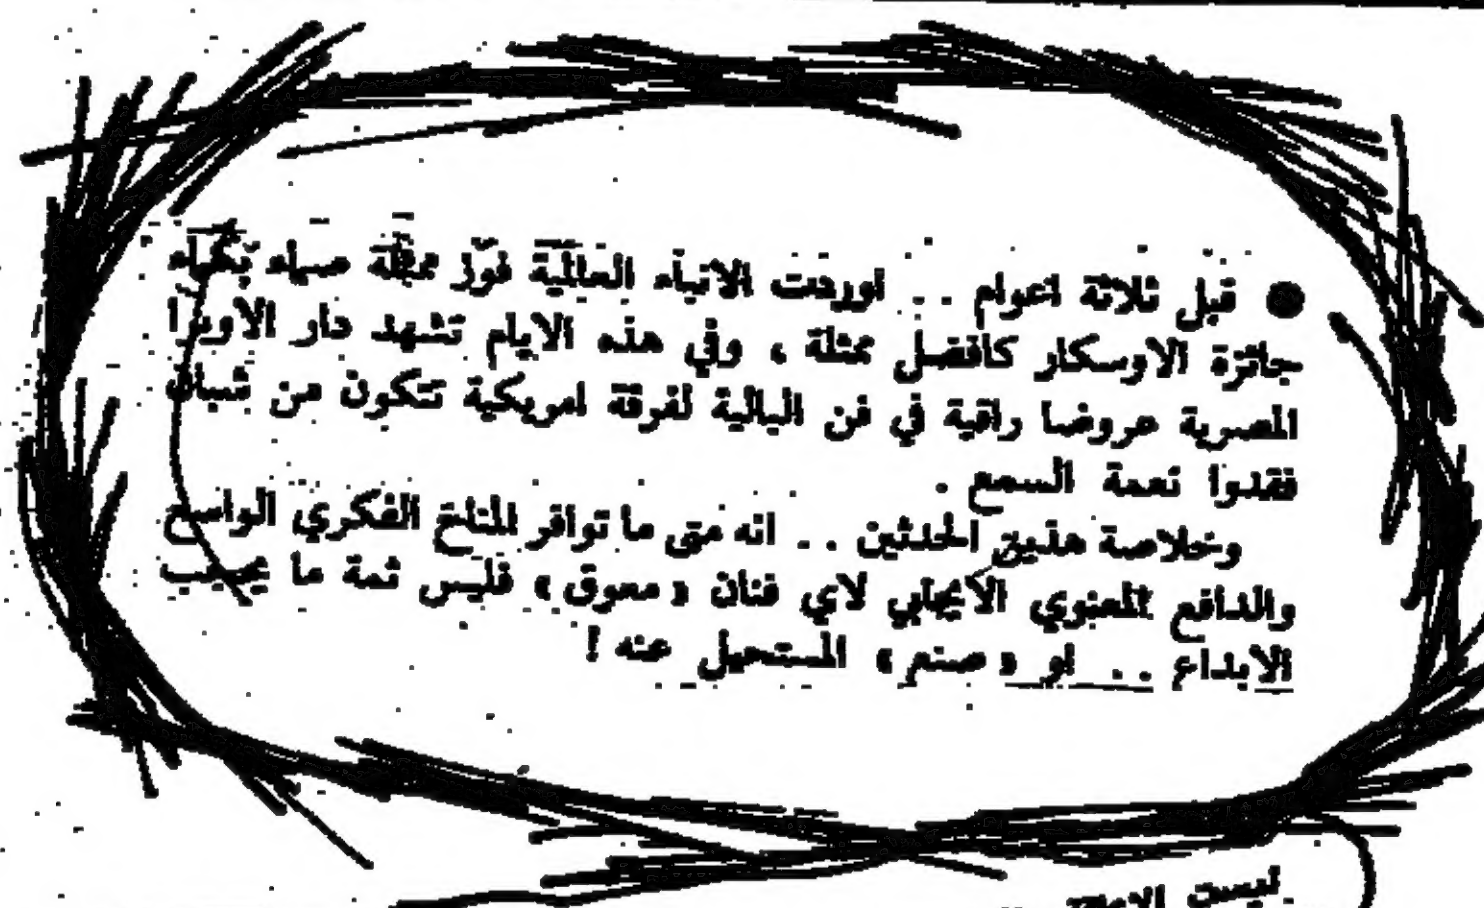 ● قبل ثلاثة اعوام .. اوردت الانباء العالمية فوز ممثلة صماء بكماء
جائزة الاوسكار كافضل ممثلة ، وفي هذه الايام تشهد دار الاوبرا
المصرية عروضا راقية في فن الباليه لفرقة امريكية تتكون من شبان
فقدوا نعمة السمع .
وخلاصة هذين الحدثين .. انه متى ما توافر المناخ الفكري الواسع
والدافع المعنوي الايجابي لاي فنان « معوق » فليس ثمة ما يحجب
الابداع .. او « صنع » المستحيل عنه !
ليست